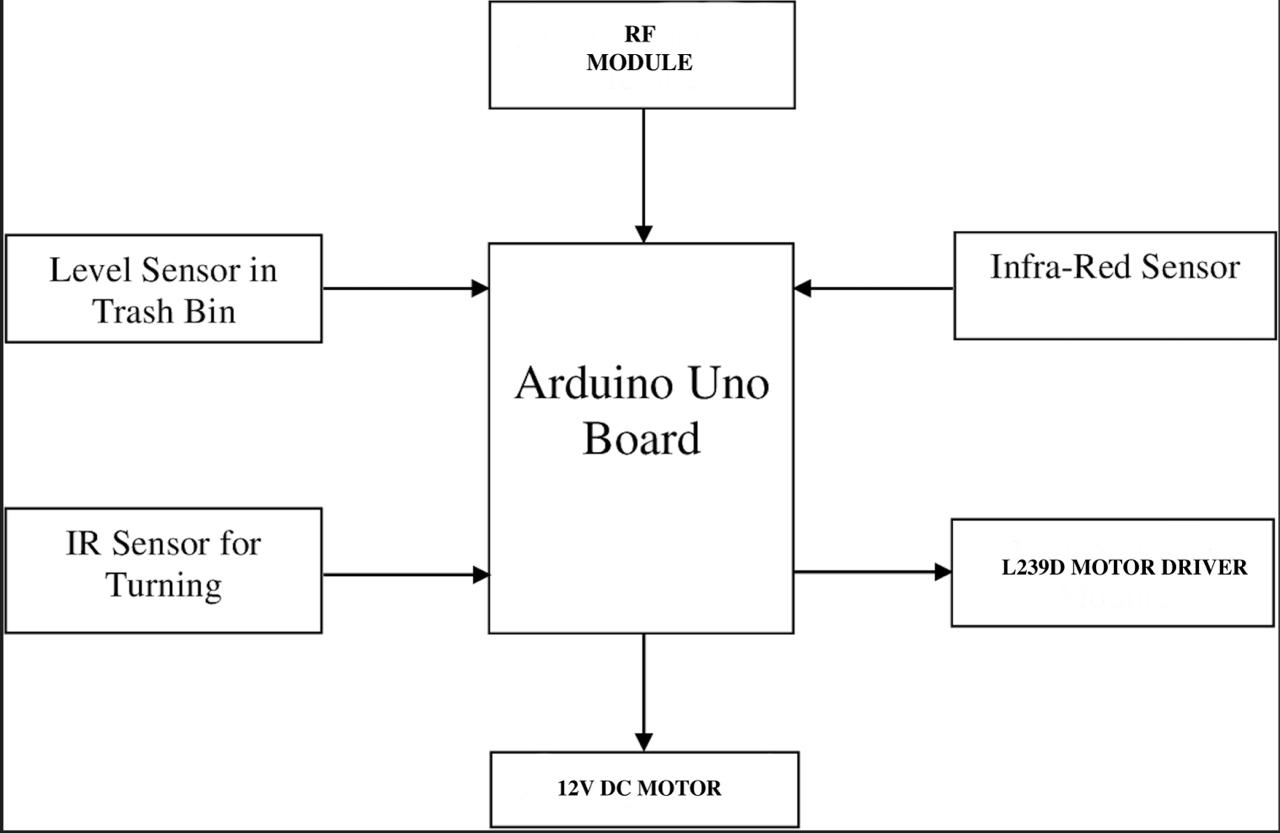 RF
MODULE
Level Sensor in
Trash Bin
Infra-Red Sensor
Arduino Uno
Board
IR Sensor for
Turning
L239D MOTOR DRIVER
12V DC MOTOR